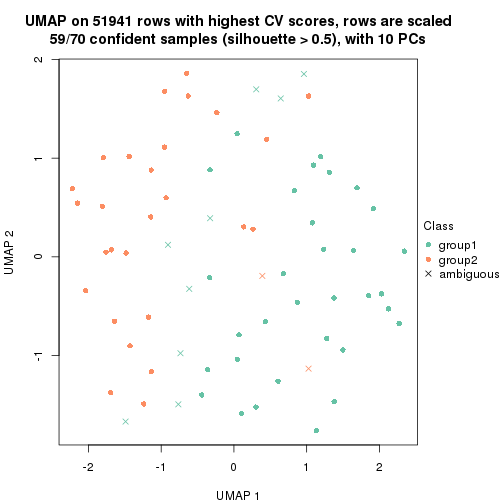 UMAP on 51941 rows with highest CV scores, rows are scaled
59/70 confident samples (silhouette > 0.5), with 10 PCs
2
1
0
-1
UMAP 2
-2
-1
0
1
2
UMAP 1
Class
group1
group2
ambiguous